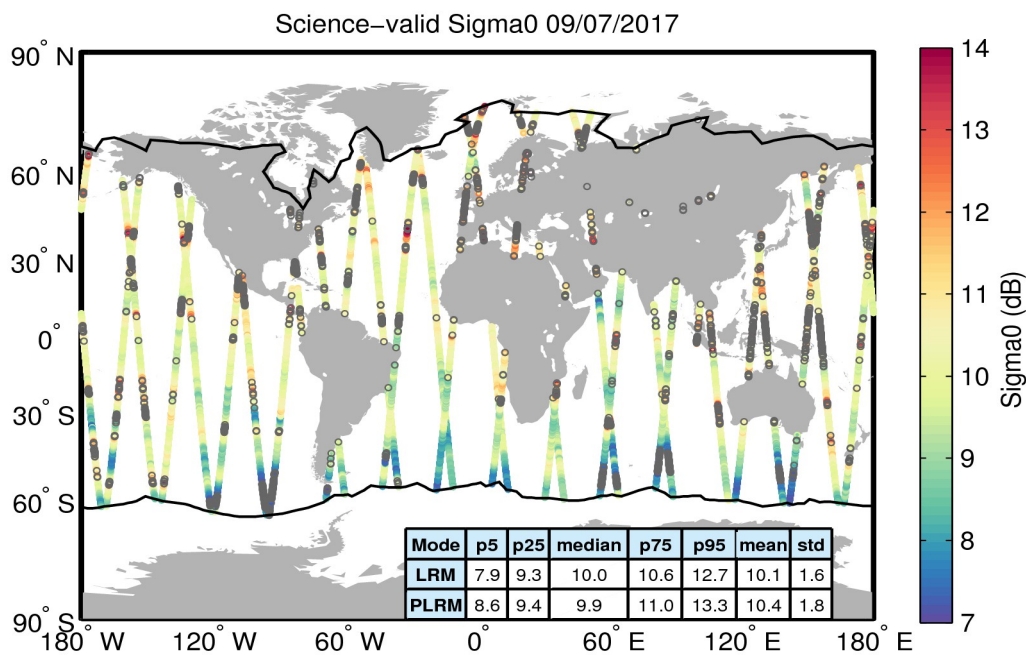 Science−valid Sigma0 09/07/2017
90° N
60° N
30° N
0°
30° S
60° S
90° S
180° W
120° W
60° W
0°
60° E
120° E
180° E
14
13
12
11
10
9
8
7
Sigma0 (dB)
Mode p5 p25 median p75 p95 mean std
LRM 7.9 9.3 10.0 10.6 12.7 10.1 1.6
PLRM 8.6 9.4 9.9 11.0 13.3 10.4 1.8